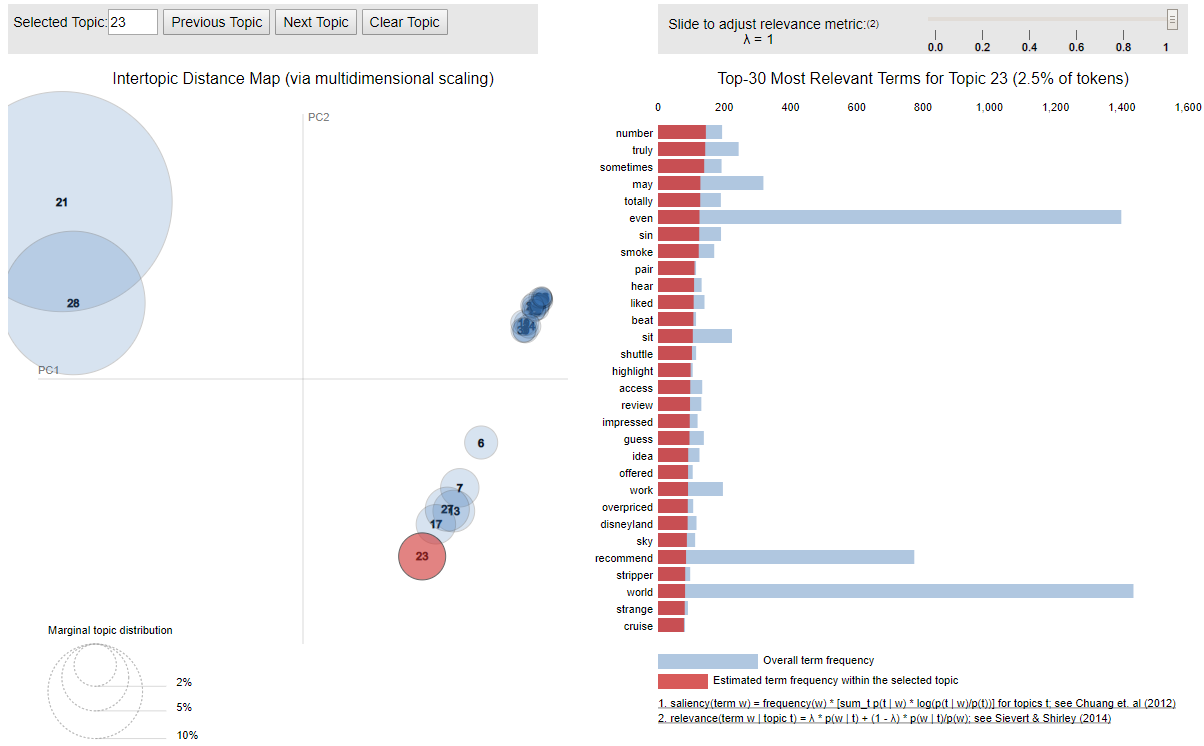 Selected Topic: 23 Previous Topic Next Topic Clear Topic
Slide to adjust relevance metric:(2)
λ = 1
0.0 0.2 0.4 0.6 0.8 1
Intertopic Distance Map (via multidimensional scaling)
PC2
PC1
21
28
6
7
27
13
17
23
Marginal topic distribution
2%
5%
10%
Top-30 Most Relevant Terms for Topic 23 (2.5% of tokens)
0 200 400 600 800 1,000 1,200 1,400 1,600
number
truly
sometimes
may
totally
even
sin
smoke
pair
hear
liked
beat
sit
shuttle
highlight
access
review
impressed
guess
idea
offered
work
overpriced
disneyland
sky
recommend
stripper
world
strange
cruise
Overall term frequency
Estimated term frequency within the selected topic
1. saliency(term w) = frequency(w) * [sum_t p(t | w) * log(p(t | w)/p(t))] for topics t; see Chuang et. al (2012)
2. relevance(term w | topic t) = λ * p(w | t) + (1 - λ) * p(w | t)/p(w); see Sievert & Shirley (2014)